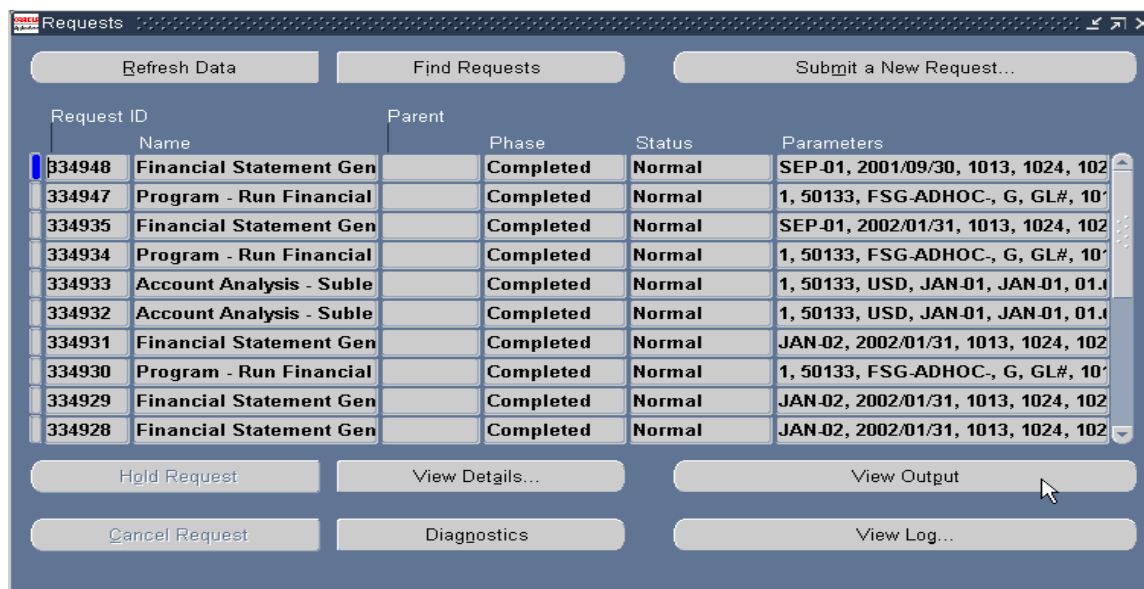 ORACLE Applications Requests
Refresh Data Find Requests Submit a New Request...
Request ID Parent
Name Phase Status Parameters
334948 Financial Statement Gen Completed Normal SEP-01, 2001/09/30, 1013, 1024, 102
334947 Program - Run Financial Completed Normal 1, 50133, FSG-ADHOC-, G, GL#, 10
334935 Financial Statement Gen Completed Normal SEP-01, 2002/01/31, 1013, 1024, 102
334934 Program - Run Financial Completed Normal 1, 50133, FSG-ADHOC-, G, GL#, 10
334933 Account Analysis - Suble Completed Normal 1, 50133, USD, JAN-01, JAN-01, 01.
334932 Account Analysis - Suble Completed Normal 1, 50133, USD, JAN-01, JAN-01, 01.
334931 Financial Statement Gen Completed Normal JAN-02, 2002/01/31, 1013, 1024, 102
334930 Program - Run Financial Completed Normal 1, 50133, FSG-ADHOC-, G, GL#, 10
334929 Financial Statement Gen Completed Normal JAN-02, 2002/01/31, 1013, 1024, 102
334928 Financial Statement Gen Completed Normal JAN-02, 2002/01/31, 1013, 1024, 102
Hold Request View Details... View Output
Cancel Request Diagnostics View Log...